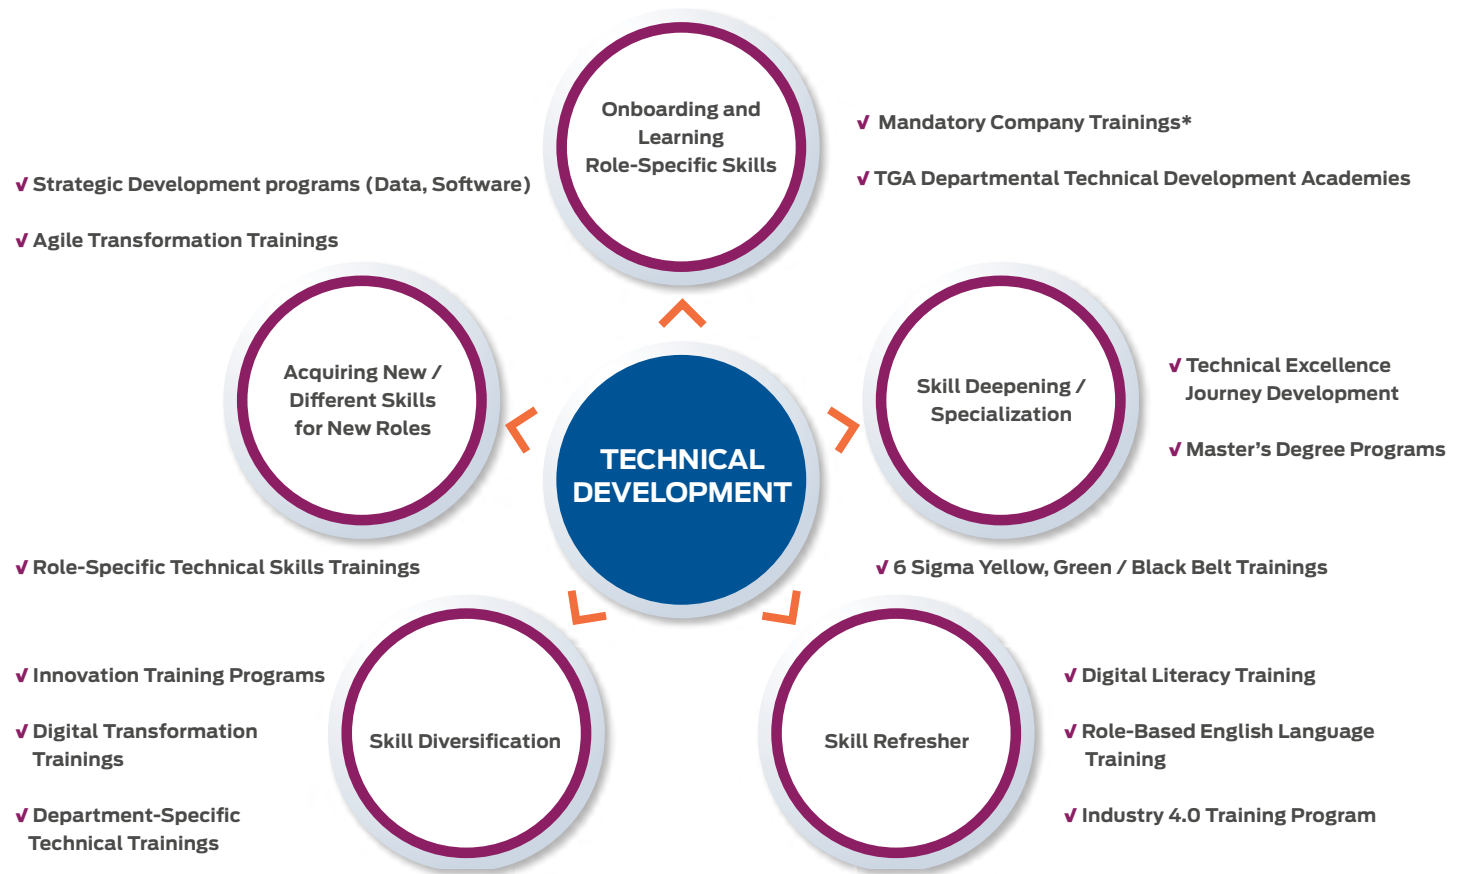 Onboarding and
Learning
Role-Specific Skills
√ Mandatory Company Trainings*
√ TGA Departmental Technical Development Academies
√ Strategic Development programs (Data, Software)
√ Agile Transformation Trainings
Acquiring New /
Different Skills
for New Roles
Skill Deepening /
Specialization
√ Technical Excellence
Journey Development
√ Master's Degree Programs
TECHNICAL
DEVELOPMENT
√ Role-Specific Technical Skills Trainings
√ 6 Sigma Yellow, Green / Black Belt Trainings
√ Innovation Training Programs
√ Digital Transformation
Trainings
√ Department-Specific
Technical Trainings
Skill Diversification
Skill Refresher
√ Digital Literacy Training
√ Role-Based English Language
Training
√ Industry 4.0 Training Program